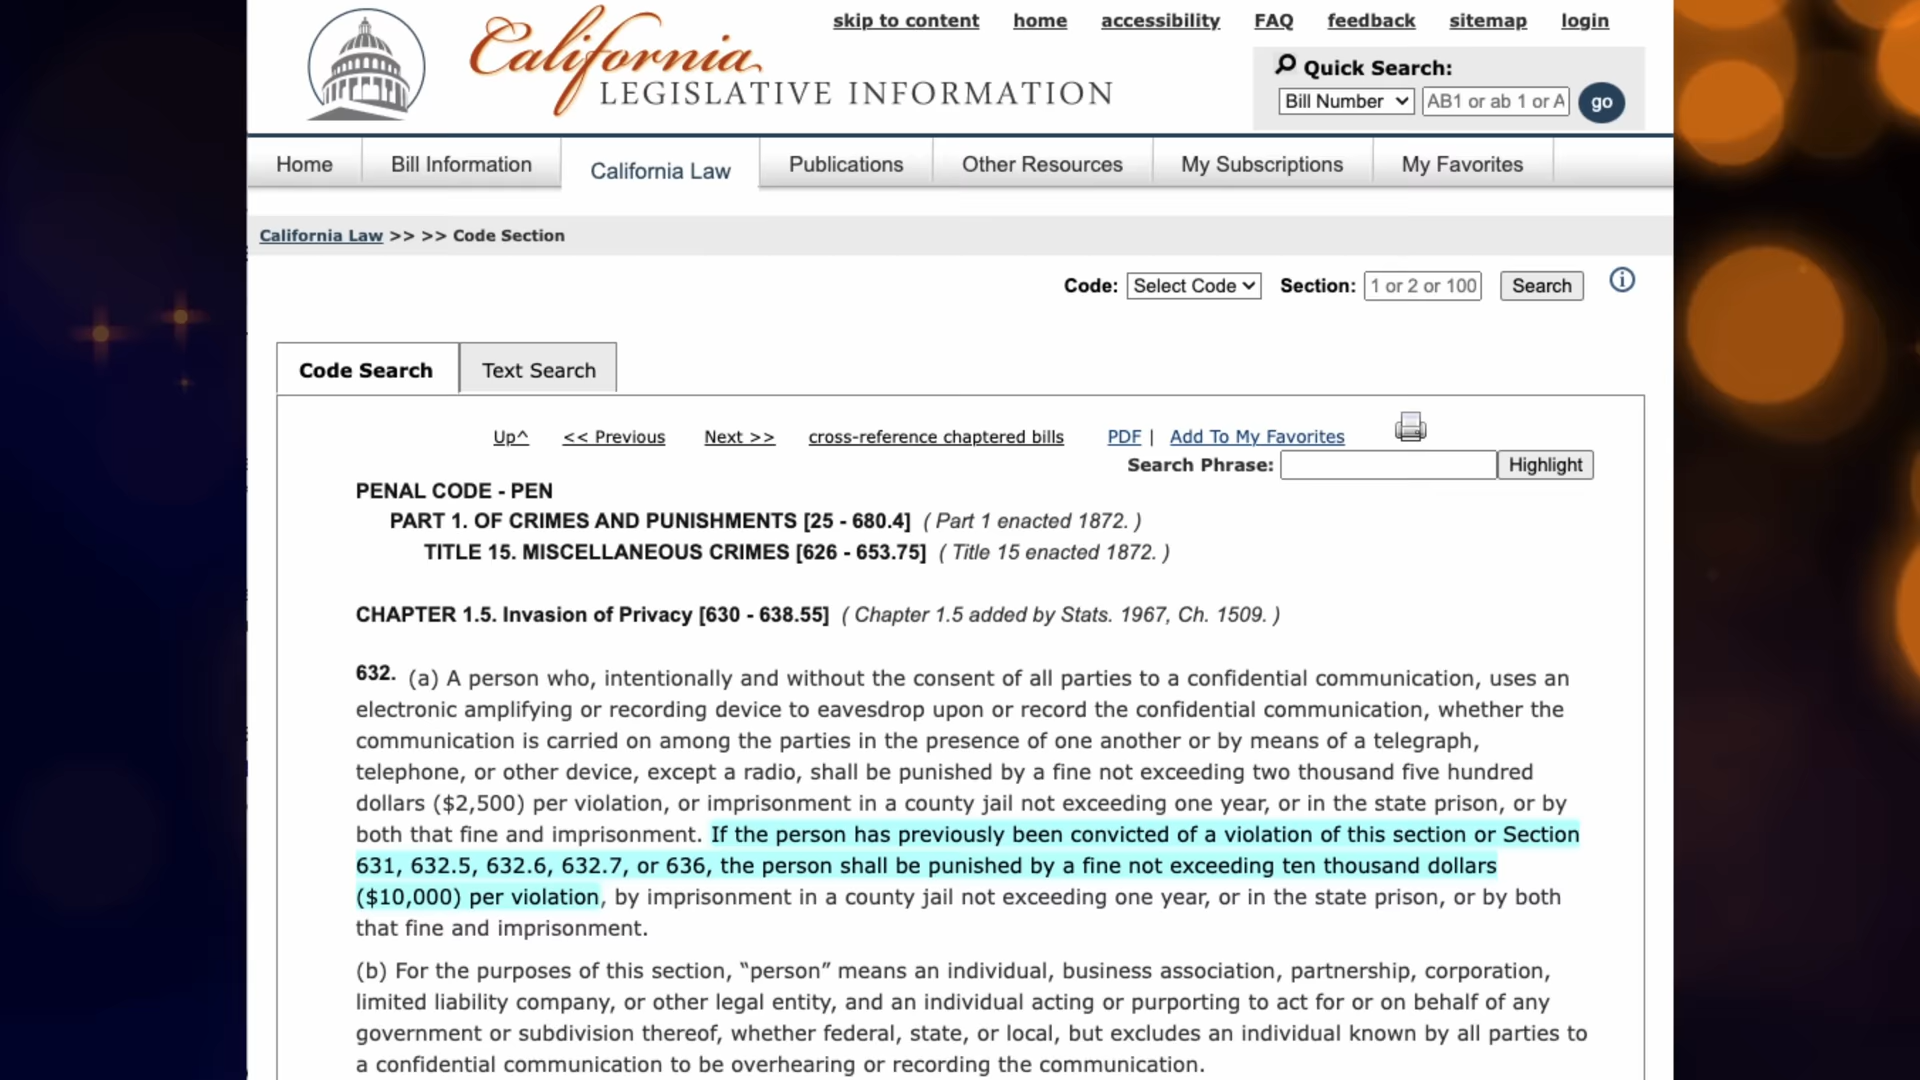 skip to content home accessibility FAQ feedback sitemap login
California
LEGISLATIVE INFORMATION
Quick Search:
Bill Number AB1 or ab 1 or A go
Home Bill Information California Law Publications Other Resources My Subscriptions My Favorites
California Law >> >> Code Section
Code: Select Code Section: 1 or 2 or 100 Search i
Code Search Text Search
Up^ << Previous Next >> cross-reference chaptered bills PDF | Add To My Favorites
Search Phrase: Highlight
PENAL CODE - PEN
PART 1. OF CRIMES AND PUNISHMENTS [25 - 680.4] ( Part 1 enacted 1872. )
TITLE 15. MISCELLANEOUS CRIMES [626 - 653.75] ( Title 15 enacted 1872. )
CHAPTER 1.5. Invasion of Privacy [630 - 638.55] ( Chapter 1.5 added by Stats. 1967, Ch. 1509. )
632. (a) A person who, intentionally and without the consent of all parties to a confidential communication, uses an
electronic amplifying or recording device to eavesdrop upon or record the confidential communication, whether the
communication is carried on among the parties in the presence of one another or by means of a telegraph,
telephone, or other device, except a radio, shall be punished by a fine not exceeding two thousand five hundred
dollars ($2,500) per violation, or imprisonment in a county jail not exceeding one year, or in the state prison, or by
both that fine and imprisonment. If the person has previously been convicted of a violation of this section or Section
631, 632.5, 632.6, 632.7, or 636, the person shall be punished by a fine not exceeding ten thousand dollars
($10,000) per violation, by imprisonment in a county jail not exceeding one year, or in the state prison, or by both
that fine and imprisonment.
(b) For the purposes of this section, “person” means an individual, business association, partnership, corporation,
limited liability company, or other legal entity, and an individual acting or purporting to act for or on behalf of any
government or subdivision thereof, whether federal, state, or local, but excludes an individual known by all parties to
a confidential communication to be overhearing or recording the communication.